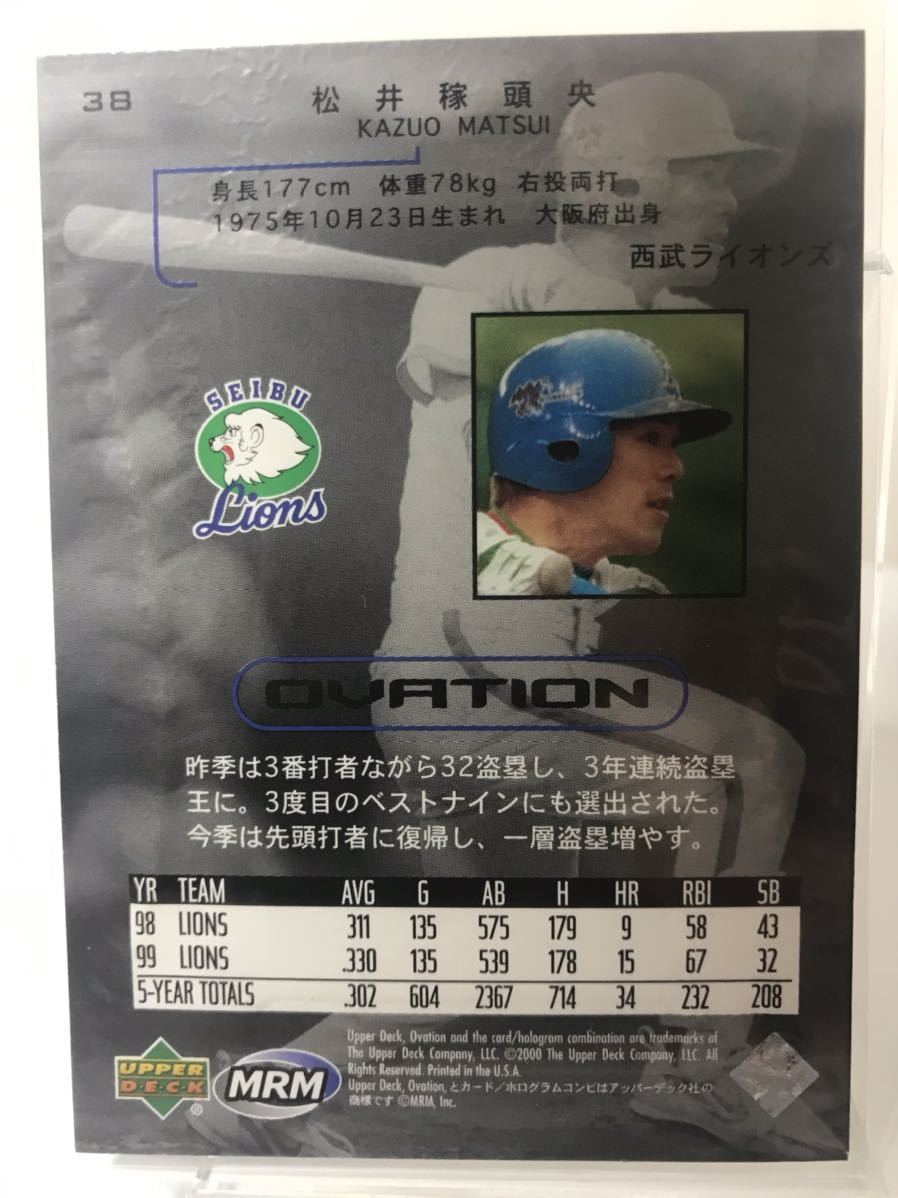 38
松井稼頭央
KAZUO MATSUI
身長177cm 体重78kg 右投両打
1975年10月23日生まれ 大阪府出身
西武ライオンズ
SEIBU
Lions
OVATION
昨季は3番打者ながら32盗塁し、3年連続盗塁
王に。3度目のベストナインにも選出された。
今季は先頭打者に復帰し、一層盗塁増やす。
YR TEAM AVG G AB H HR RBI SB
98 LIONS .311 135 575 179 9 58 43
99 LIONS .330 135 539 178 15 67 32
5-YEAR TOTALS .302 604 2367 714 34 232 208
Upper Deck, Ovation and the card/hologram combination are trademarks of
The Upper Deck Company, LLC. ©2000 The Upper Deck Company, LLC. All
Rights Reserved. Printed in the U.S.A.
Upper Deck, Ovation, とカード/ホログラムコンビはアッパーデック社の
商標です ©MRM, Inc.
UPPER
D·E·C·K
®
MRM